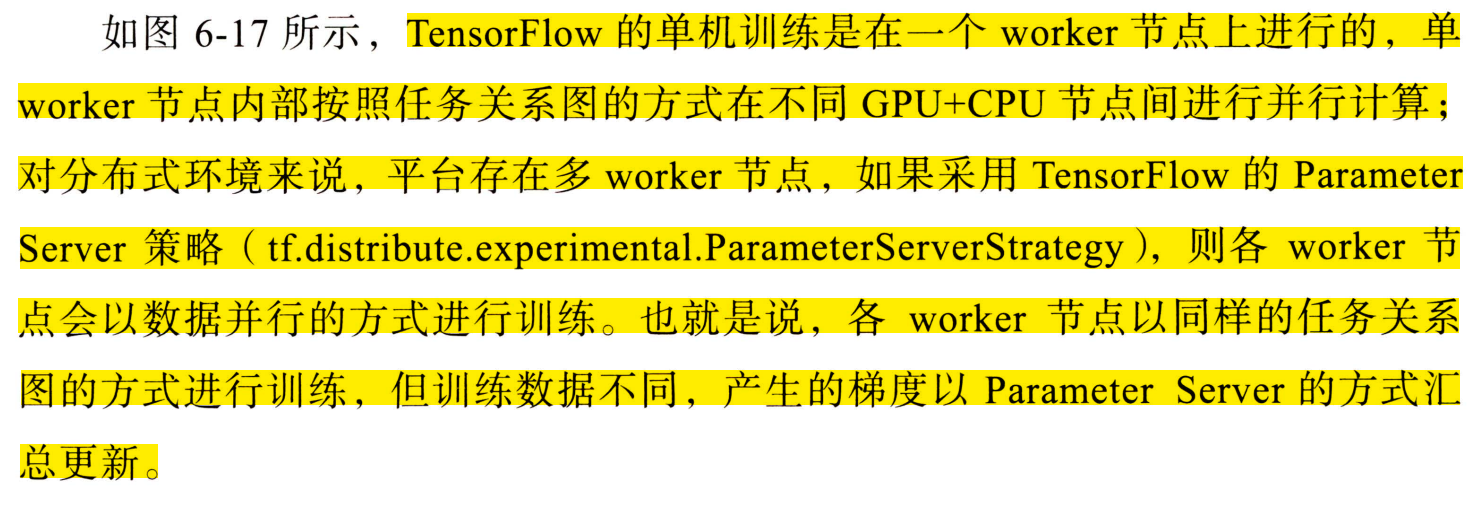 如图 6-17 所示，TensorFlow 的单机训练是在一个 worker 节点上进行的，单
worker 节点内部按照任务关系图的方式在不同 GPU+CPU 节点间进行并行计算；
对分布式环境来说，平台存在多 worker 节点，如果采用 TensorFlow 的 Parameter
Server 策略（tf.distribute.experimental.ParameterServerStrategy），则各 worker 节
点会以数据并行的方式进行训练。也就是说，各 worker 节点以同样的任务关系
图的方式进行训练，但训练数据不同，产生的梯度以 Parameter Server 的方式汇
总更新。